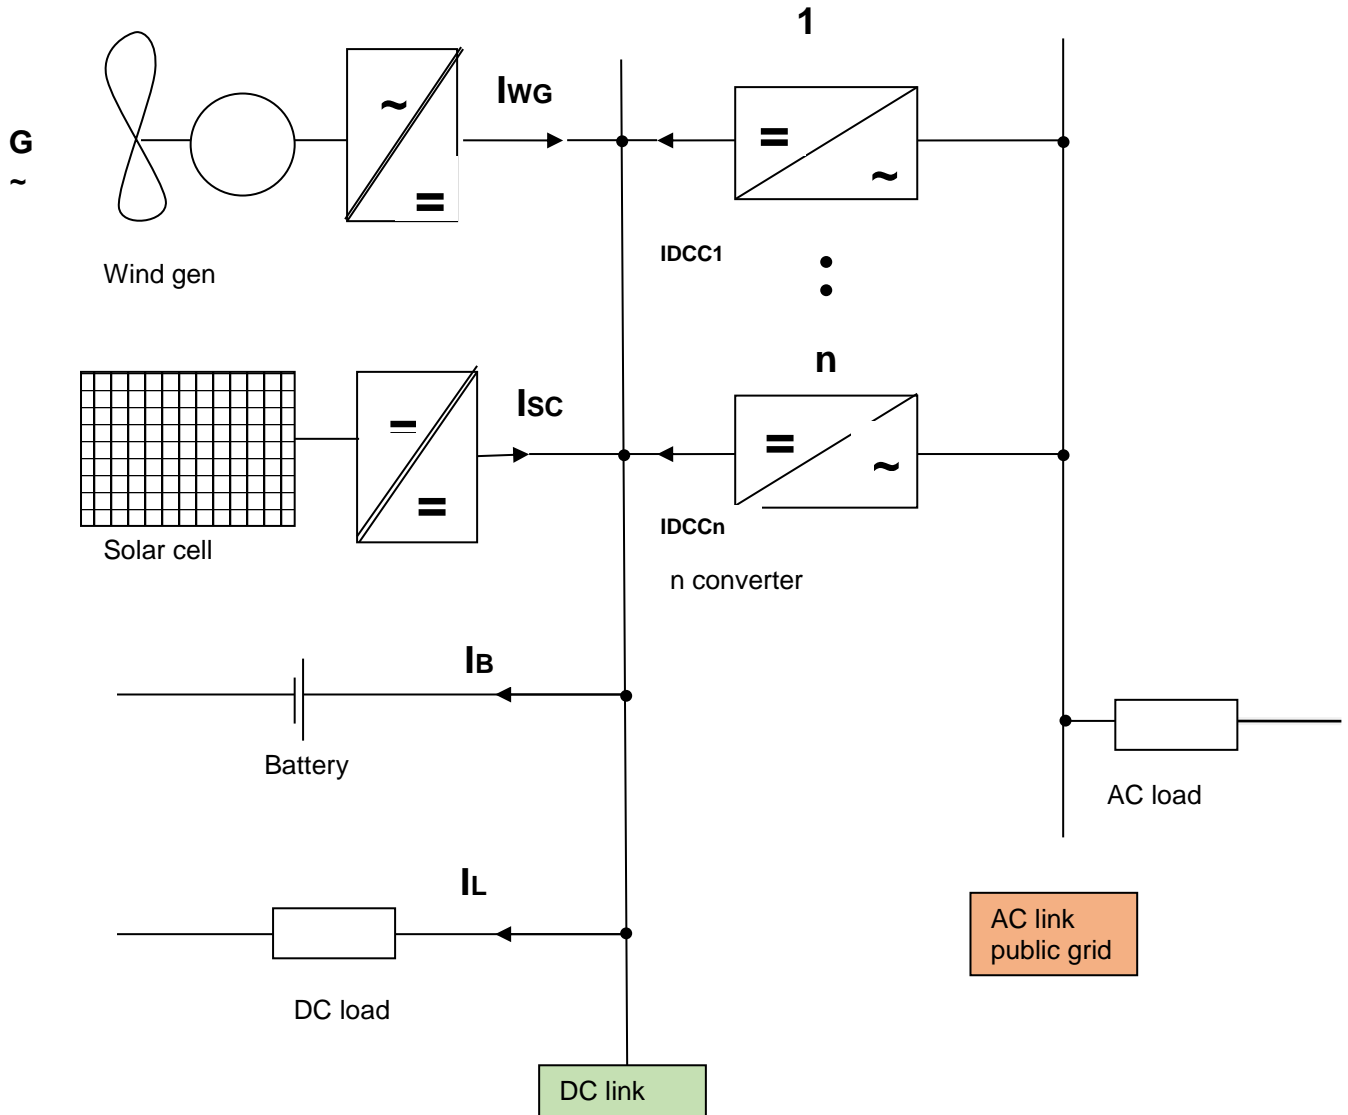 1
IWG
~
=
=
~
G
~
IDCC1
Wind gen
n
ISC
=
=
=
~
IDCCn
Solar cell
n converter
IB
Battery
AC load
IL
AC link
public grid
DC load
DC link